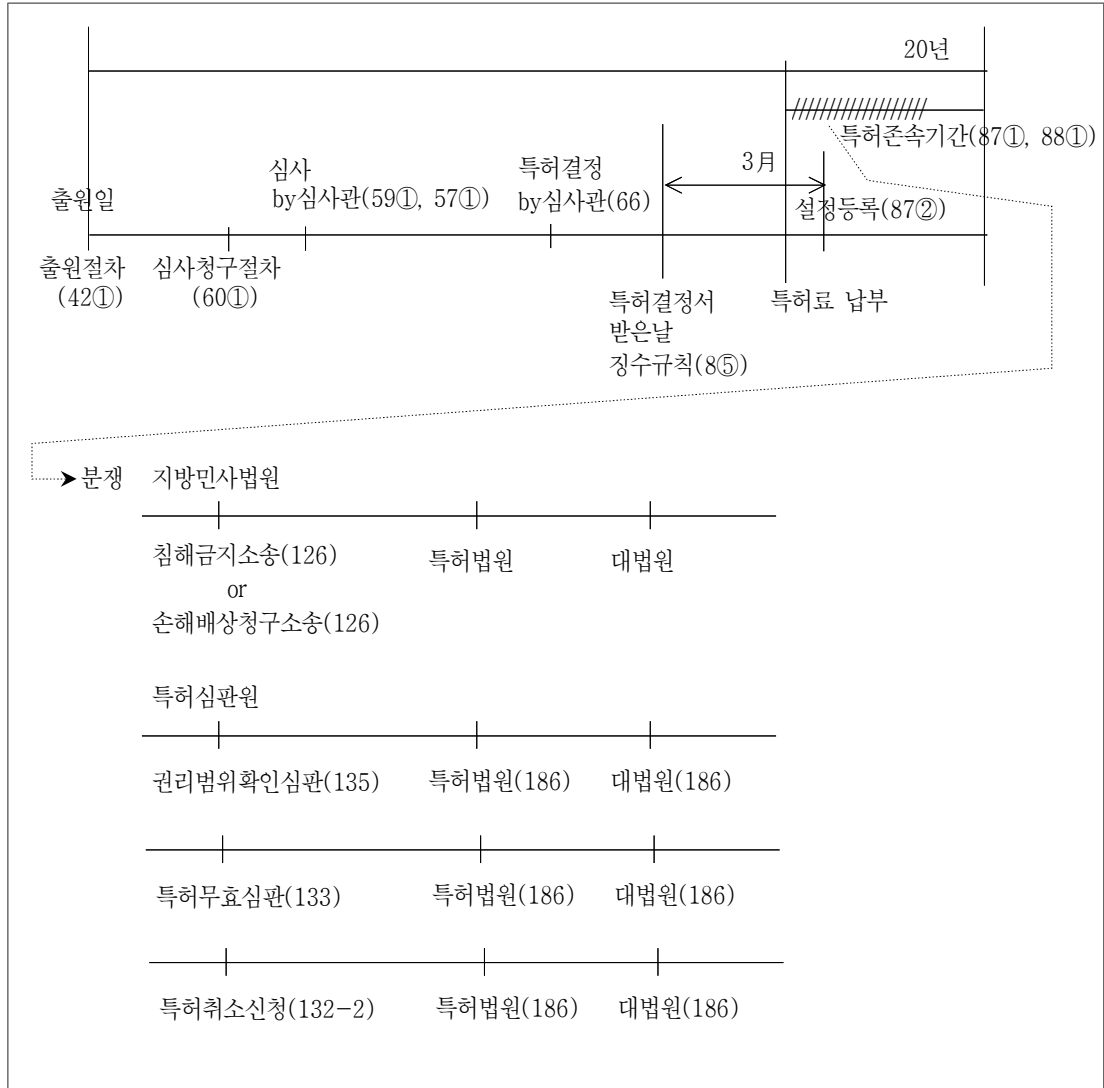 20년
특허존속기간(87①, 88①)
3月
심사
by심사관(59①, 57①)
특허결정
by심사관(66)
출원일
설정등록(87②)
출원절차
(42①)
심사청구절차
(60①)
특허결정서
받은날
징수규칙(8⑤)
특허료 납부
분쟁
지방민사법원
침해금지소송(126)
or
손해배상청구소송(126)
특허법원
대법원
특허심판원
권리범위확인심판(135)
특허법원(186)
대법원(186)
특허무효심판(133)
특허법원(186)
대법원(186)
특허취소신청(132-2)
특허법원(186)
대법원(186)